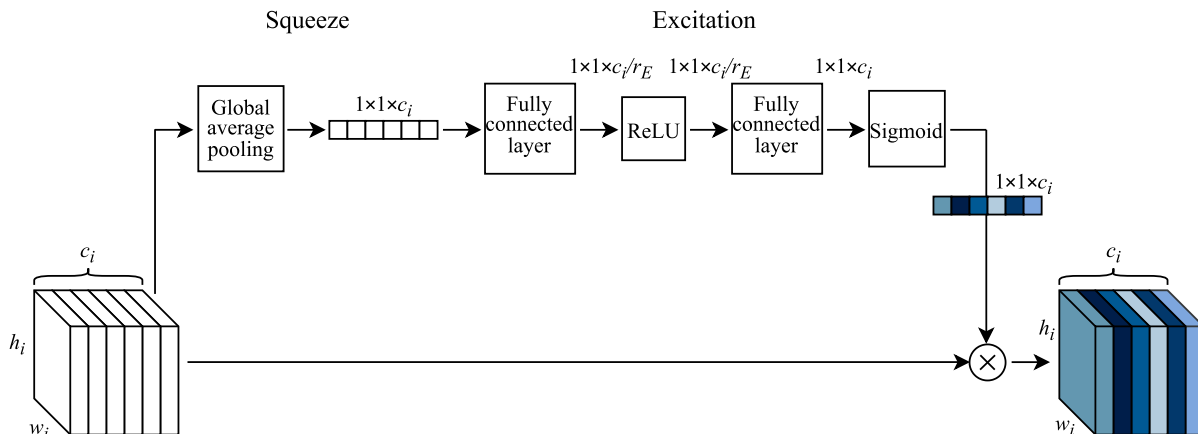 Squeeze
Excitation
1×1×c_i/r_E
1×1×c_i/r_E
1×1×c_i
Global
average
pooling
1×1×c_i
Fully
connected
layer
ReLU
Fully
connected
layer
Sigmoid
1×1×c_i
c_i
h_i
w_i
×
c_i
h_i
w_i